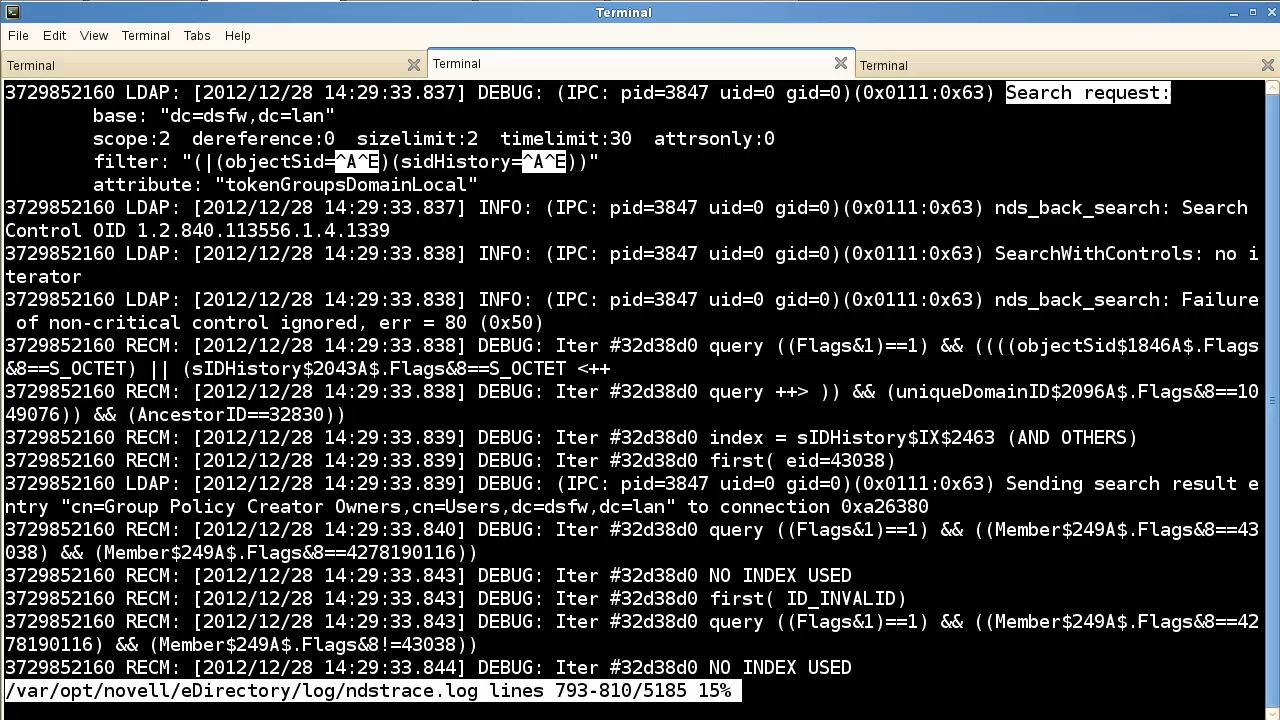 Terminal
File Edit View Terminal Tabs Help
Terminal Terminal Terminal
3729852160 LDAP: [2012/12/28 14:29:33.837] DEBUG: (IPC: pid=3847 uid=0 gid=0)(0x0111:0x63) Search request:
        base: "dc=dsfw,dc=lan"
        scope:2  dereference:0  sizelimit:2  timelimit:30  attrsonly:0
        filter: "(|(objectSid=^A^E)(sidHistory=^A^E))"
        attribute: "tokenGroupsDomainLocal"
3729852160 LDAP: [2012/12/28 14:29:33.837] INFO: (IPC: pid=3847 uid=0 gid=0)(0x0111:0x63) nds_back_search: Search
Control OID 1.2.840.113556.1.4.1339
3729852160 LDAP: [2012/12/28 14:29:33.838] INFO: (IPC: pid=3847 uid=0 gid=0)(0x0111:0x63) SearchWithControls: no i
terator
3729852160 LDAP: [2012/12/28 14:29:33.838] INFO: (IPC: pid=3847 uid=0 gid=0)(0x0111:0x63) nds_back_search: Failure
 of non-critical control ignored, err = 80 (0x50)
3729852160 RECM: [2012/12/28 14:29:33.838] DEBUG: Iter #32d38d0 query ((Flags&1)==1) && ((((objectSid$1846A$.Flags
&8==S_OCTET) || (sIDHistory$2043A$.Flags&8==S_OCTET <++
3729852160 RECM: [2012/12/28 14:29:33.838] DEBUG: Iter #32d38d0 query ++> )) && (uniqueDomainID$2096A$.Flags&8==10
49076)) && (AncestorID==32830))
3729852160 RECM: [2012/12/28 14:29:33.839] DEBUG: Iter #32d38d0 index = sIDHistory$IX$2463 (AND OTHERS)
3729852160 RECM: [2012/12/28 14:29:33.839] DEBUG: Iter #32d38d0 first( eid=43038)
3729852160 LDAP: [2012/12/28 14:29:33.839] DEBUG: (IPC: pid=3847 uid=0 gid=0)(0x0111:0x63) Sending search result e
ntry "cn=Group Policy Creator Owners,cn=Users,dc=dsfw,dc=lan" to connection 0xa26380
3729852160 RECM: [2012/12/28 14:29:33.840] DEBUG: Iter #32d38d0 query ((Flags&1)==1) && ((Member$249A$.Flags&8==43
038) && (Member$249A$.Flags&8==4278190116))
3729852160 RECM: [2012/12/28 14:29:33.843] DEBUG: Iter #32d38d0 NO INDEX USED
3729852160 RECM: [2012/12/28 14:29:33.843] DEBUG: Iter #32d38d0 first( ID_INVALID)
3729852160 RECM: [2012/12/28 14:29:33.843] DEBUG: Iter #32d38d0 query ((Flags&1)==1) && ((Member$249A$.Flags&8==42
78190116) && (Member$249A$.Flags&8!=43038))
3729852160 RECM: [2012/12/28 14:29:33.844] DEBUG: Iter #32d38d0 NO INDEX USED
/var/opt/novell/eDirectory/log/ndstrace.log lines 793-810/5185 15%